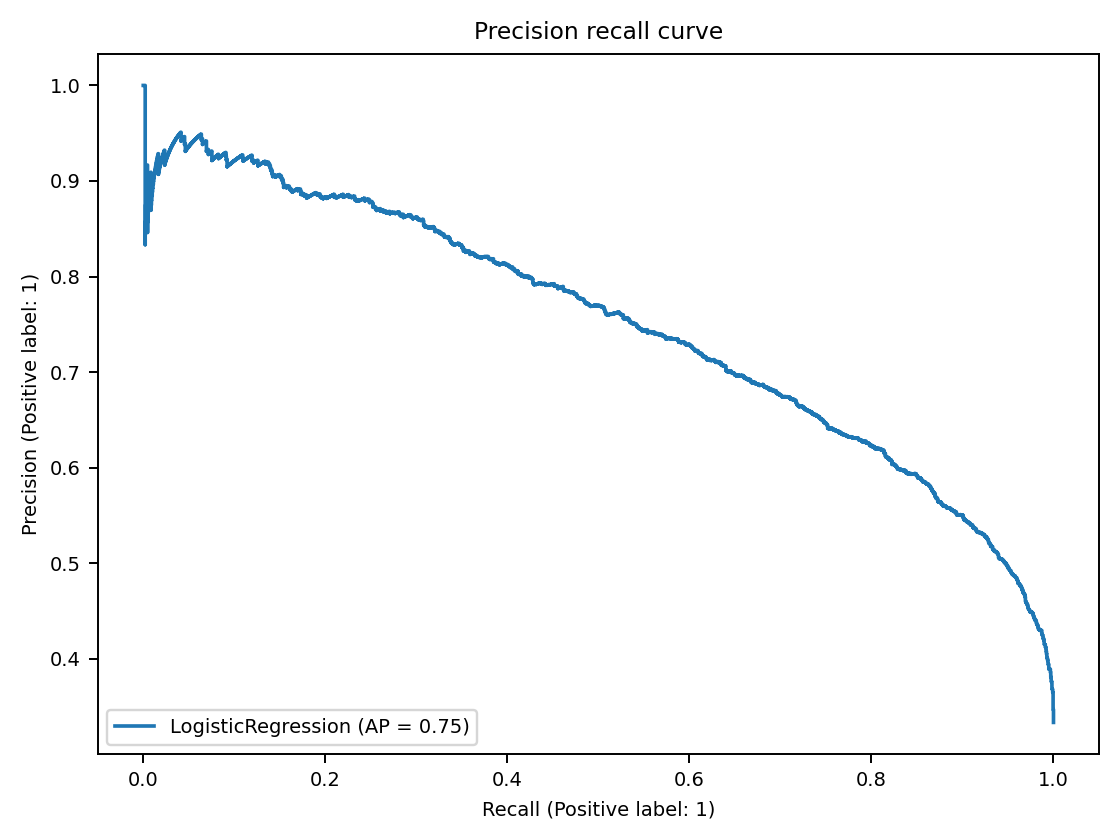 Precision recall curve
Precision (Positive label: 1)
1.0
0.9
0.8
0.7
0.6
0.5
0.4
LogisticRegression (AP = 0.75)
0.0 0.2 0.4 0.6 0.8 1.0
Recall (Positive label: 1)